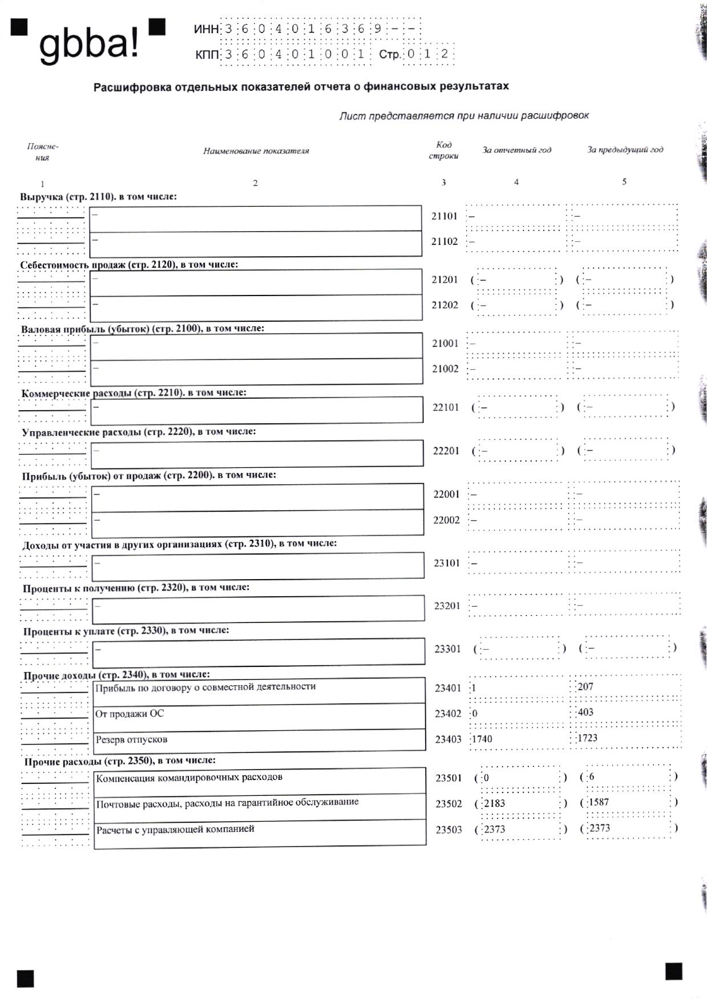 gbba!
ИНН 3604016369--
КПП 360401001 Стр. 012
Расшифровка отдельных показателей отчета о финансовых результатах
Лист представляется при наличии расшифровок
Поясне-
ния
Наименование показателя
Код
строки
За отчетный год
За предыдущий год
1 2 3 4 5
Выручка (стр. 2110). в том числе:
– 21101 – –
– 21102 – –
Себестоимость продаж (стр. 2120), в том числе:
– 21201 ( – ) ( – )
– 21202 ( – ) ( – )
Валовая прибыль (убыток) (стр. 2100), в том числе:
– 21001 – –
– 21002 – –
Коммерческие расходы (стр. 2210). в том числе:
– 22101 ( – ) ( – )
Управленческие расходы (стр. 2220), в том числе:
– 22201 ( – ) ( – )
Прибыль (убыток) от продаж (стр. 2200). в том числе:
– 22001 – –
– 22002 – –
Доходы от участия в других организациях (стр. 2310), в том числе:
– 23101 – –
Проценты к получению (стр. 2320), в том числе:
– 23201 – –
Проценты к уплате (стр. 2330), в том числе:
– 23301 ( – ) ( – )
Прочие доходы (стр. 2340), в том числе:
Прибыль по договору о совместной деятельности 23401 1 207
От продажи ОС 23402 0 403
Резерв отпусков 23403 1740 1723
Прочие расходы (стр. 2350), в том числе:
Компенсация командировочных расходов 23501 ( 0 ) ( 6 )
Почтовые расходы, расходы на гарантийное обслуживание 23502 ( 2183 ) ( 1587 )
Расчеты с управляющей компанией 23503 ( 2373 ) ( 2373 )